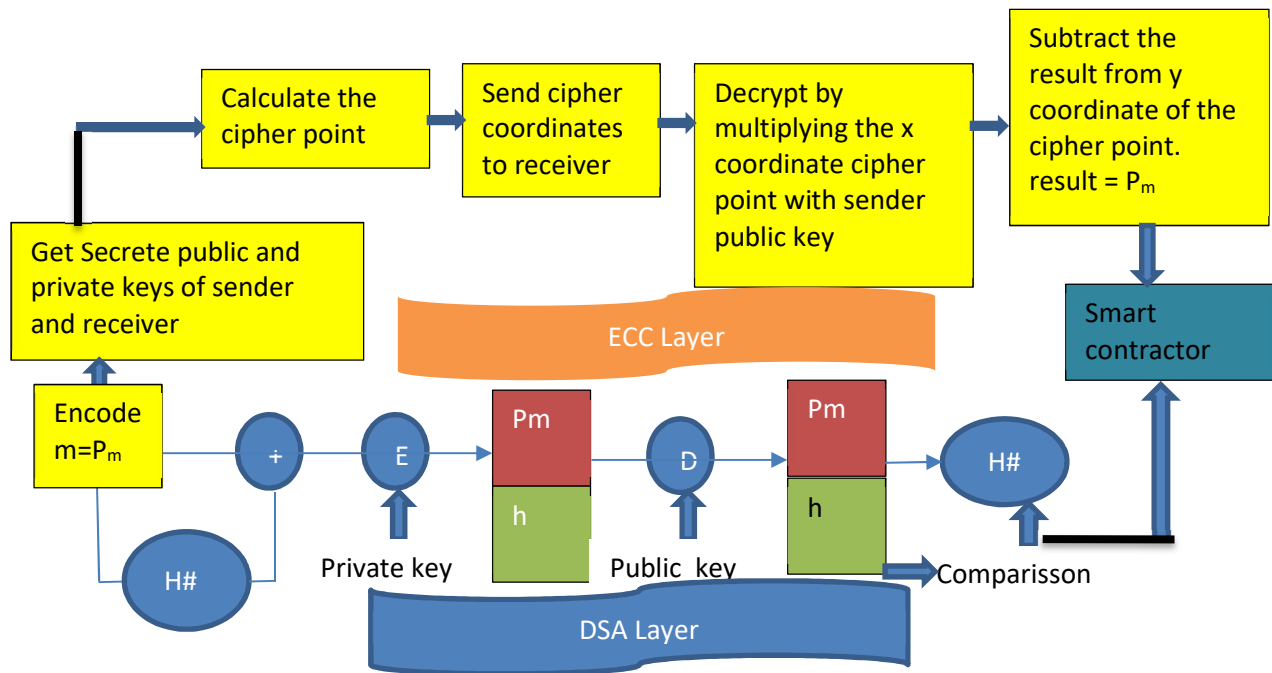 Calculate the
cipher point
Send cipher
coordinates
to receiver
Decrypt by
multiplying the x
coordinate cipher
point with sender
public key
Subtract the
result from y
coordinate of the
cipher point.
result = Pm
Get Secrete public and
private keys of sender
and receiver
ECC Layer
Smart
contractor
Encode
m=Pm
+
E
Pm
h
D
Pm
h
H#
H#
Private key
Public key
Comparisson
DSA Layer